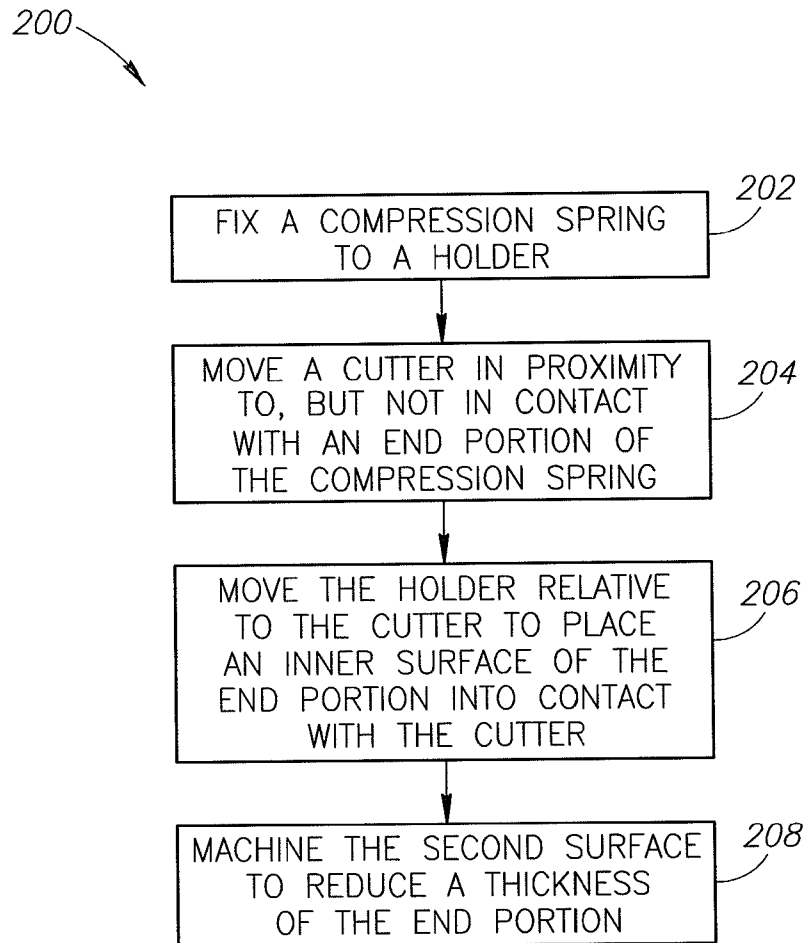 200
202
FIX A COMPRESSION SPRING
TO A HOLDER
204
MOVE A CUTTER IN PROXIMITY
TO, BUT NOT IN CONTACT
WITH AN END PORTION OF
THE COMPRESSION SPRING
206
MOVE THE HOLDER RELATIVE
TO THE CUTTER TO PLACE
AN INNER SURFACE OF THE
END PORTION INTO CONTACT
WITH THE CUTTER
208
MACHINE THE SECOND SURFACE
TO REDUCE A THICKNESS
OF THE END PORTION